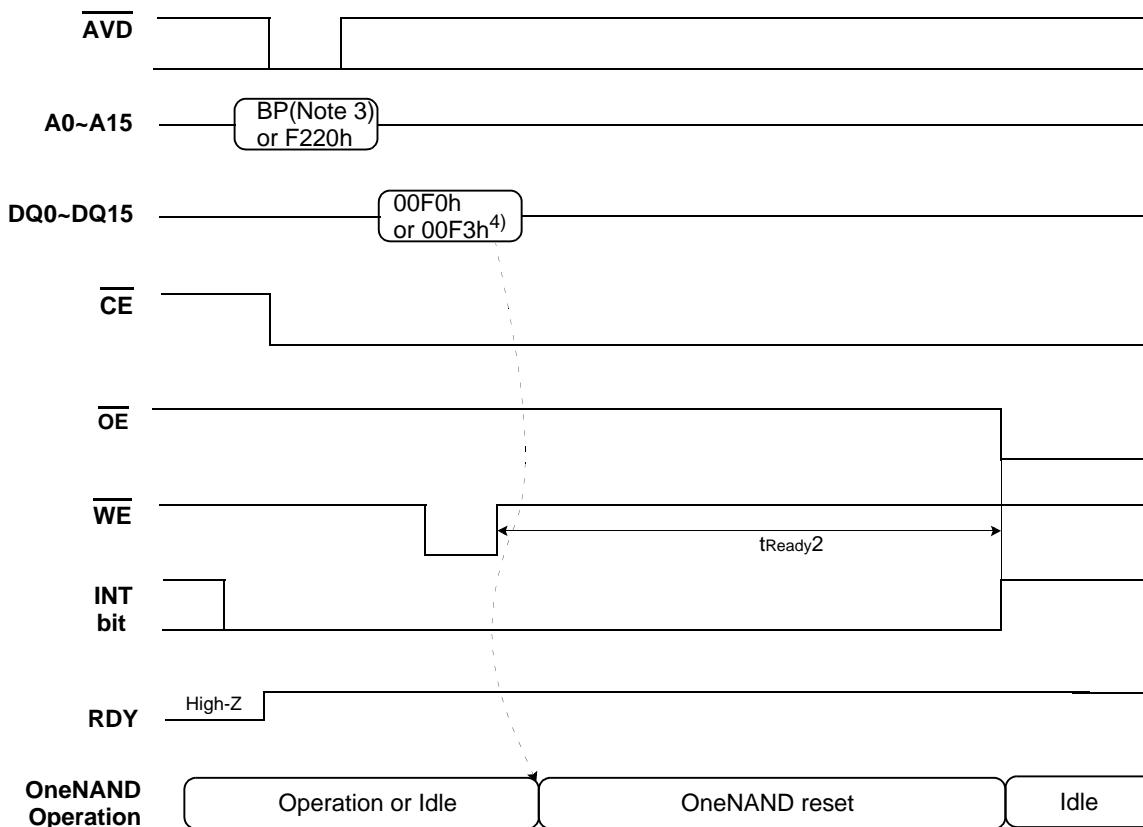 AVD
A0~A15
BP(Note 3)
or F220h
DQ0~DQ15
00F0h
or 00F3h4)
CE
OE
WE
tReady2
INT
bit
High-Z
RDY
OneNAND
Operation
Operation or Idle
OneNAND reset
Idle